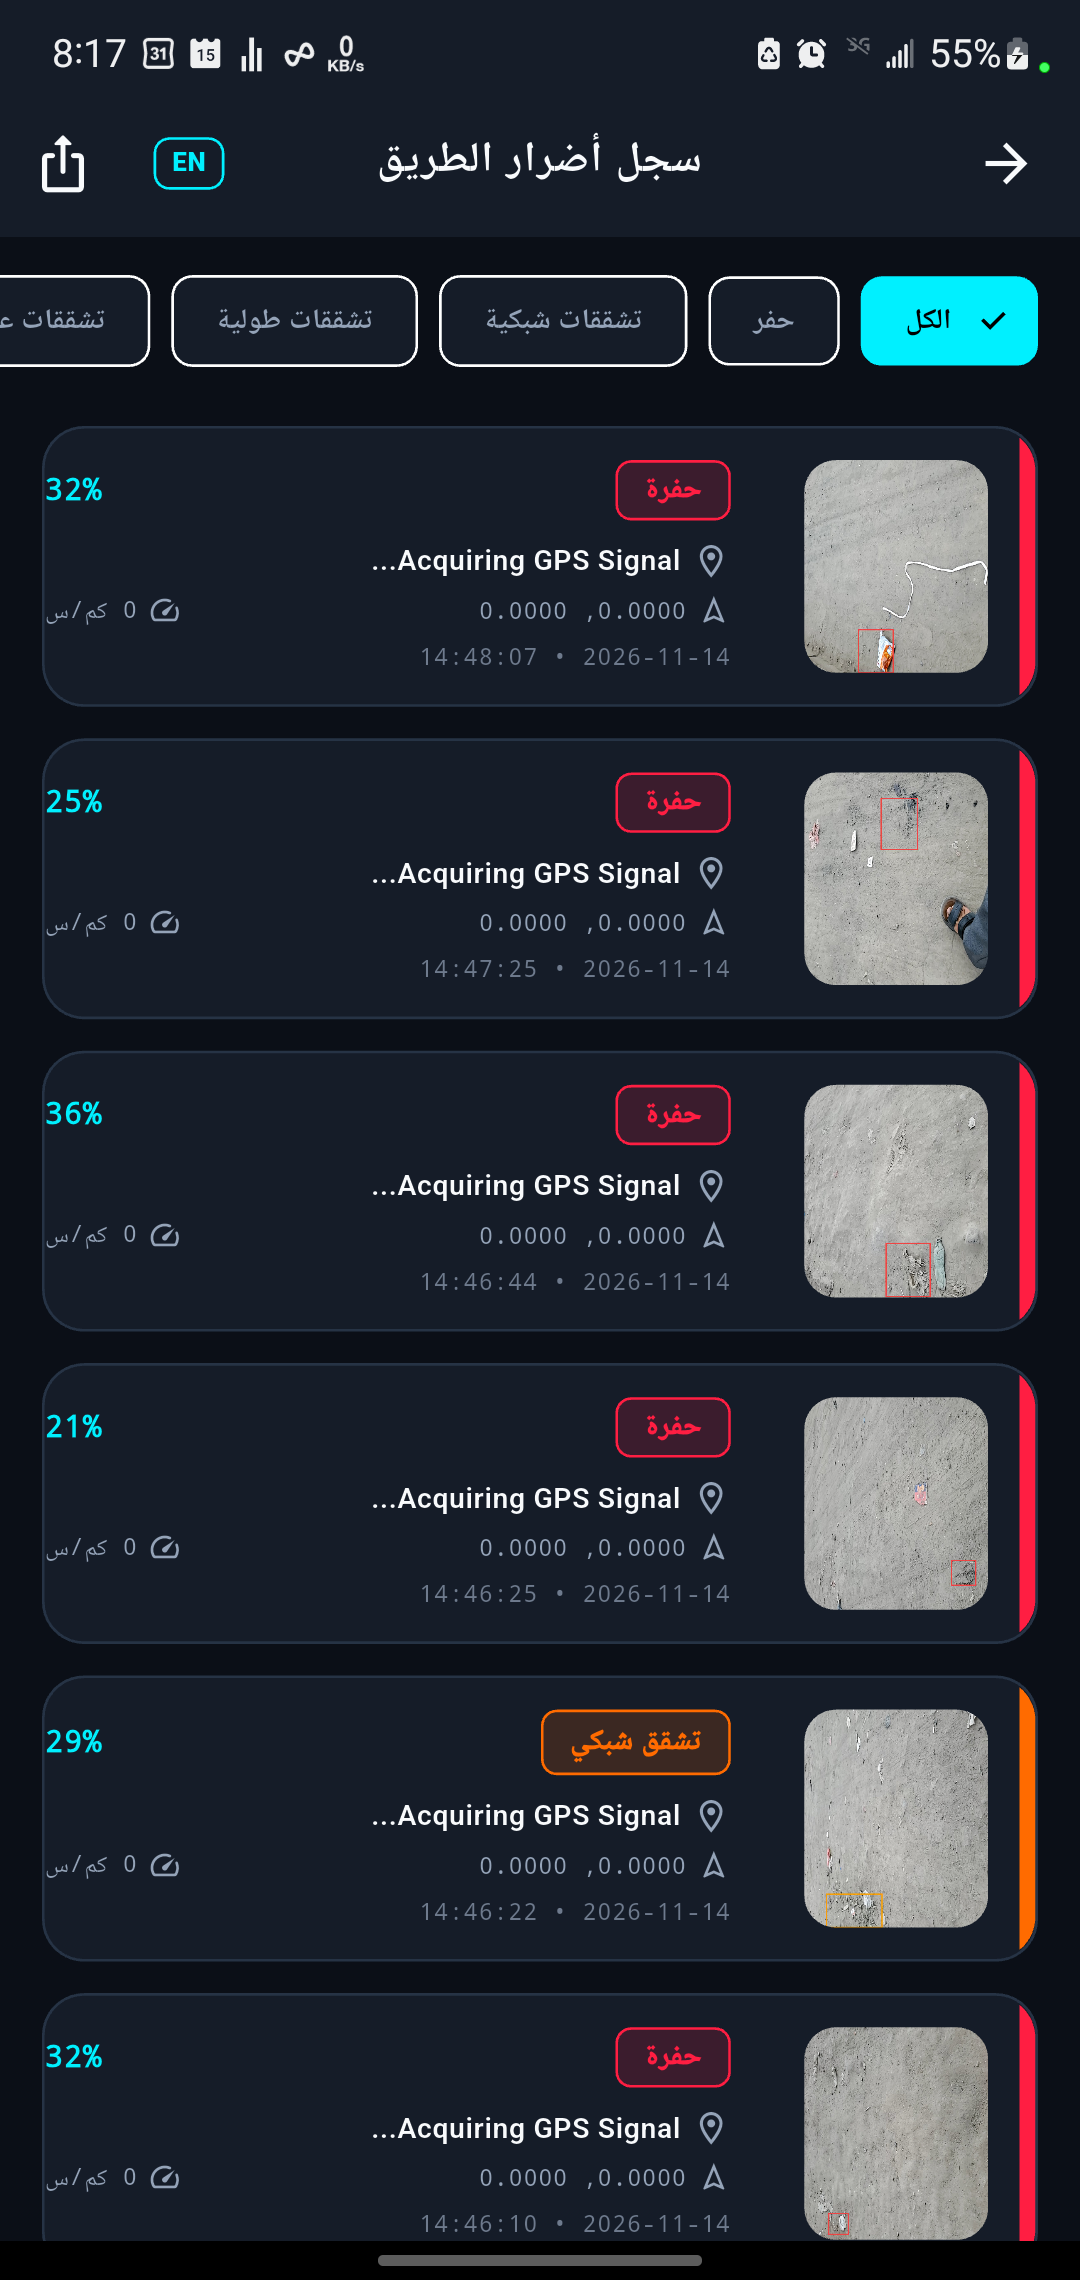 8:17 31 15 0 KB/s 3G 55%
سجل أضرار الطريق EN
الكل حفر تشققات شبكية تشققات طولية تشققات ع
حفرة 32%
Acquiring GPS Signal...
0.0000, 0.0000 0 كم/س
2026-11-14 • 14:48:07
حفرة 25%
Acquiring GPS Signal...
0.0000, 0.0000 0 كم/س
2026-11-14 • 14:47:25
حفرة 36%
Acquiring GPS Signal...
0.0000, 0.0000 0 كم/س
2026-11-14 • 14:46:44
حفرة 21%
Acquiring GPS Signal...
0.0000, 0.0000 0 كم/س
2026-11-14 • 14:46:25
تشقق شبكي 29%
Acquiring GPS Signal...
0.0000, 0.0000 0 كم/س
2026-11-14 • 14:46:22
حفرة 32%
Acquiring GPS Signal...
0.0000, 0.0000 0 كم/س
2026-11-14 • 14:46:10